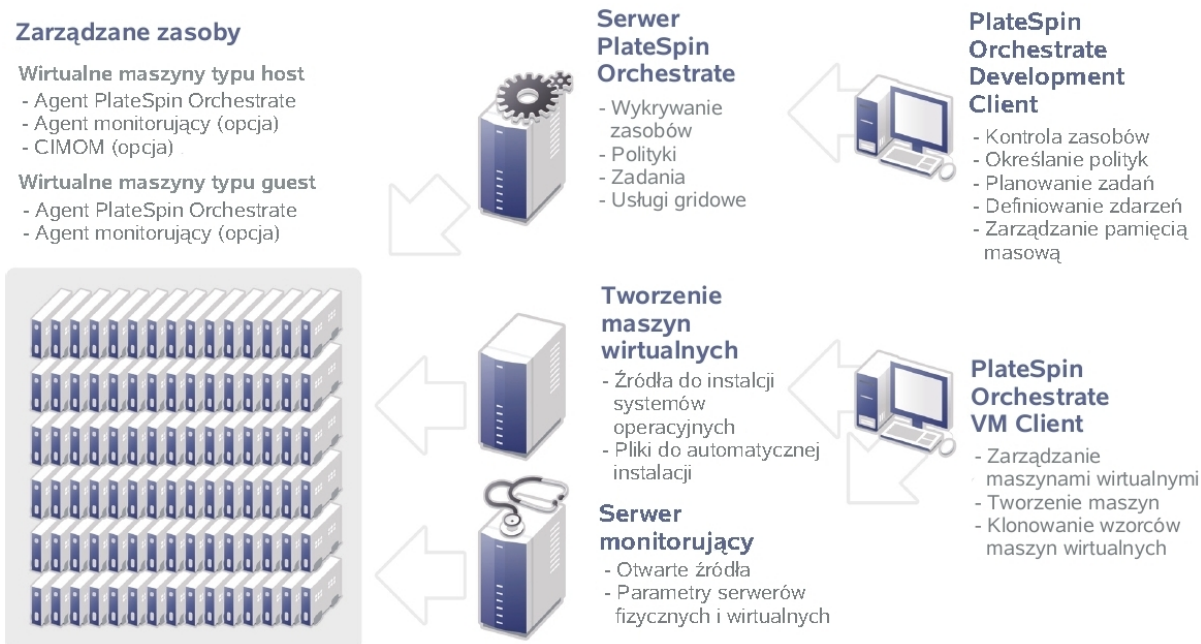 Zarządzane zasoby
Wirtualne maszyny typu host
- Agent PlateSpin Orchestrate
- Agent monitorujący (opcja)
- CIMOM (opcja)
Wirtualne maszyny typu guest
- Agent PlateSpin Orchestrate
- Agent monitorujący (opcja)
Serwer
PlateSpin
Orchestrate
- Wykrywanie
zasobów
- Polityki
- Zadania
- Usługi gridowe
PlateSpin
Orchestrate
Development
Client
- Kontrola zasobów
- Określanie polityk
- Planowanie zadań
- Definiowanie zdarzeń
- Zarządzanie pamięcią
masową
Tworzenie
maszyn
wirtualnych
- Źródła do instalcji
systemów
operacyjnych
- Pliki do automatycznej
instalacji
PlateSpin
Orchestrate
VM Client
- Zarządzanie
maszynami wirtualnymi
- Tworzenie maszyn
- Klonowanie wzorców
maszyn wirtualnych
Serwer
monitorujący
- Otwarte źródła
- Parametry serwerów
fizycznych i wirtualnych